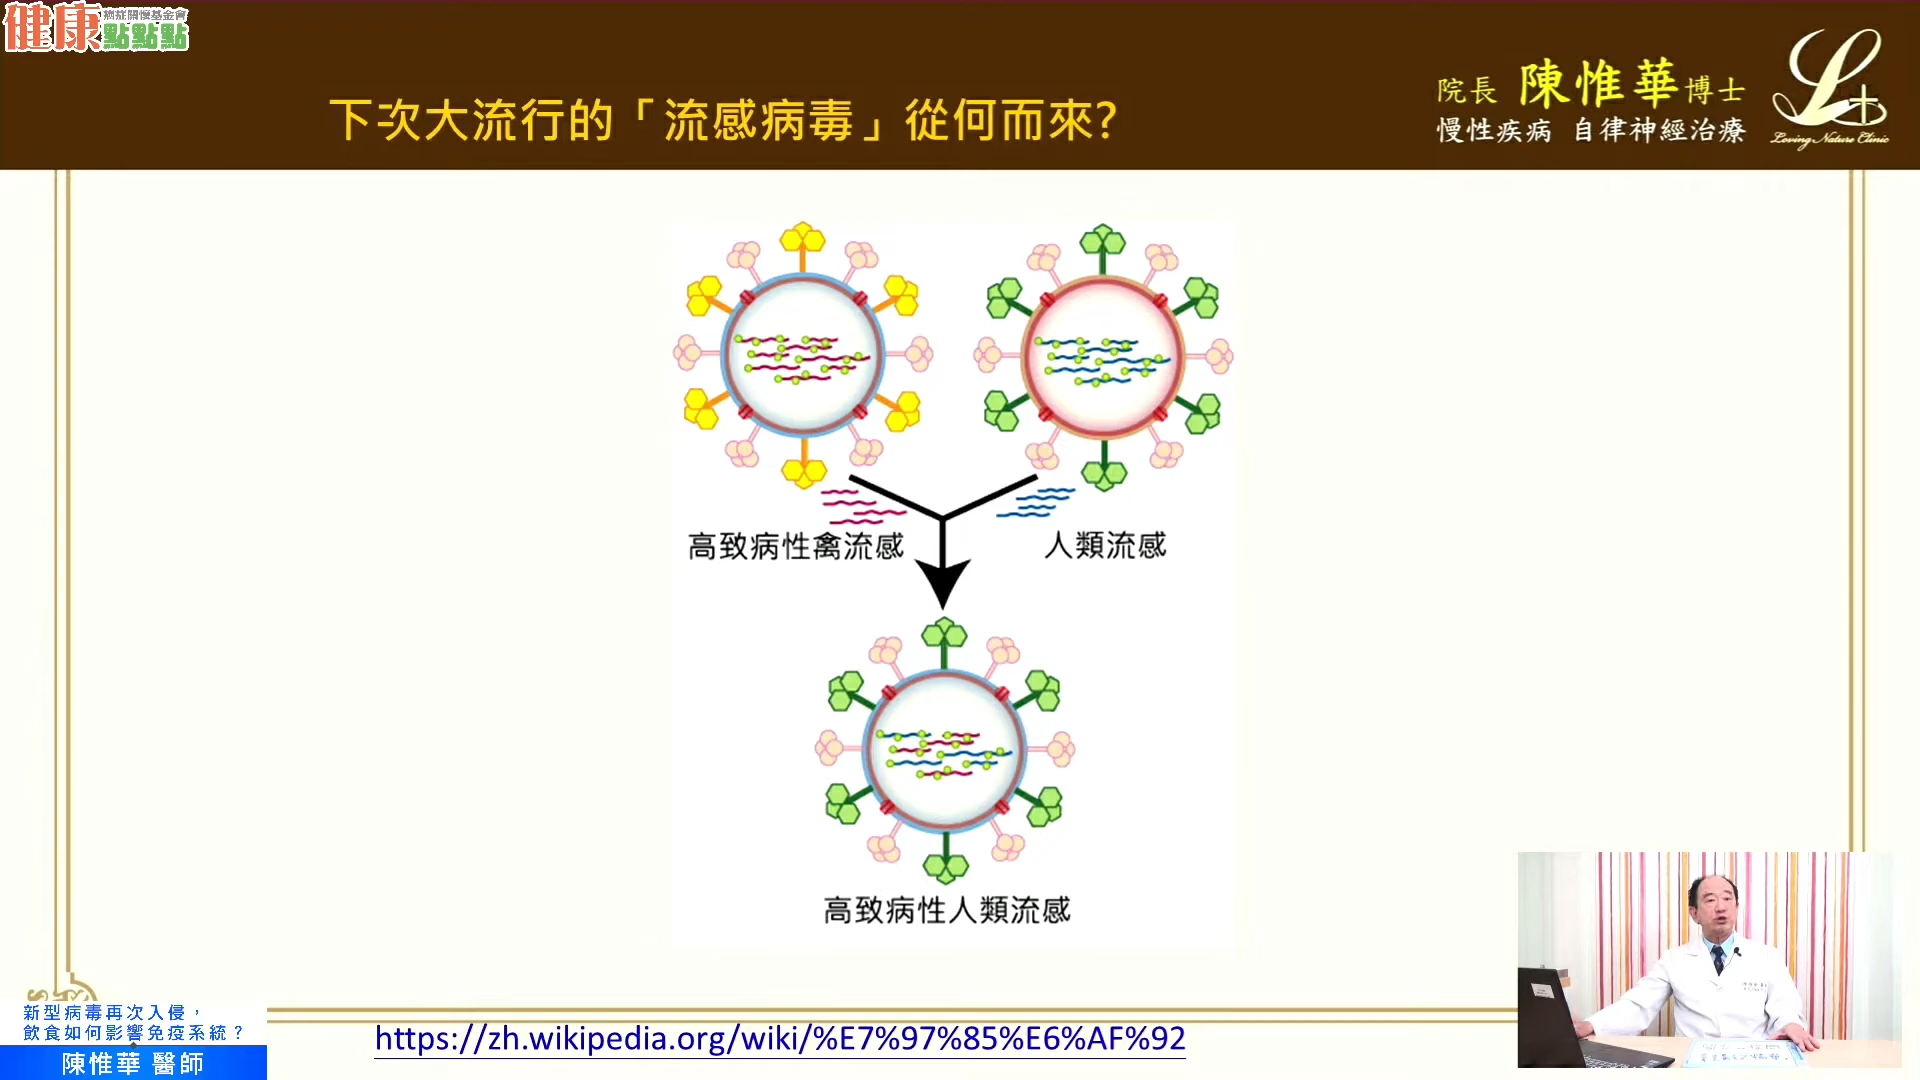 健康
癌症關懷基金會
點點點
下次大流行的「流感病毒」從何而來?
院長 陳惟華博士
慢性疾病 自律神經治療
Loving Nature Clinic
高致病性禽流感
人類流感
高致病性人類流感
新型病毒再次入侵，
飲食如何影響免疫系統？
陳惟華 醫師
https://zh.wikipedia.org/wiki/%E7%97%85%E6%AF%92